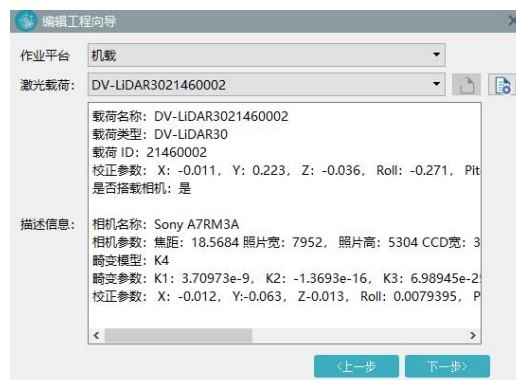 编辑工程向导
作业平台 机载
激光载荷: DV-LiDAR3021460002
载荷名称: DV-LiDAR3021460002
载荷类型: DV-LiDAR30
载荷 ID: 21460002
校正参数: X: -0.011, Y: 0.223, Z: -0.036, Roll: -0.271, Pit
是否搭载相机: 是
描述信息:
相机名称: Sony A7RM3A
相机参数: 焦距: 18.5684 照片宽: 7952, 照片高: 5304 CCD宽: 3
畸变模型: K4
畸变参数: K1: 3.70973e-9, K2: -1.3693e-16, K3: 6.98945e-2
校正参数: X: -0.012, Y:-0.063, Z-0.013, Roll: 0.0079395, P
<上一步 下一步>